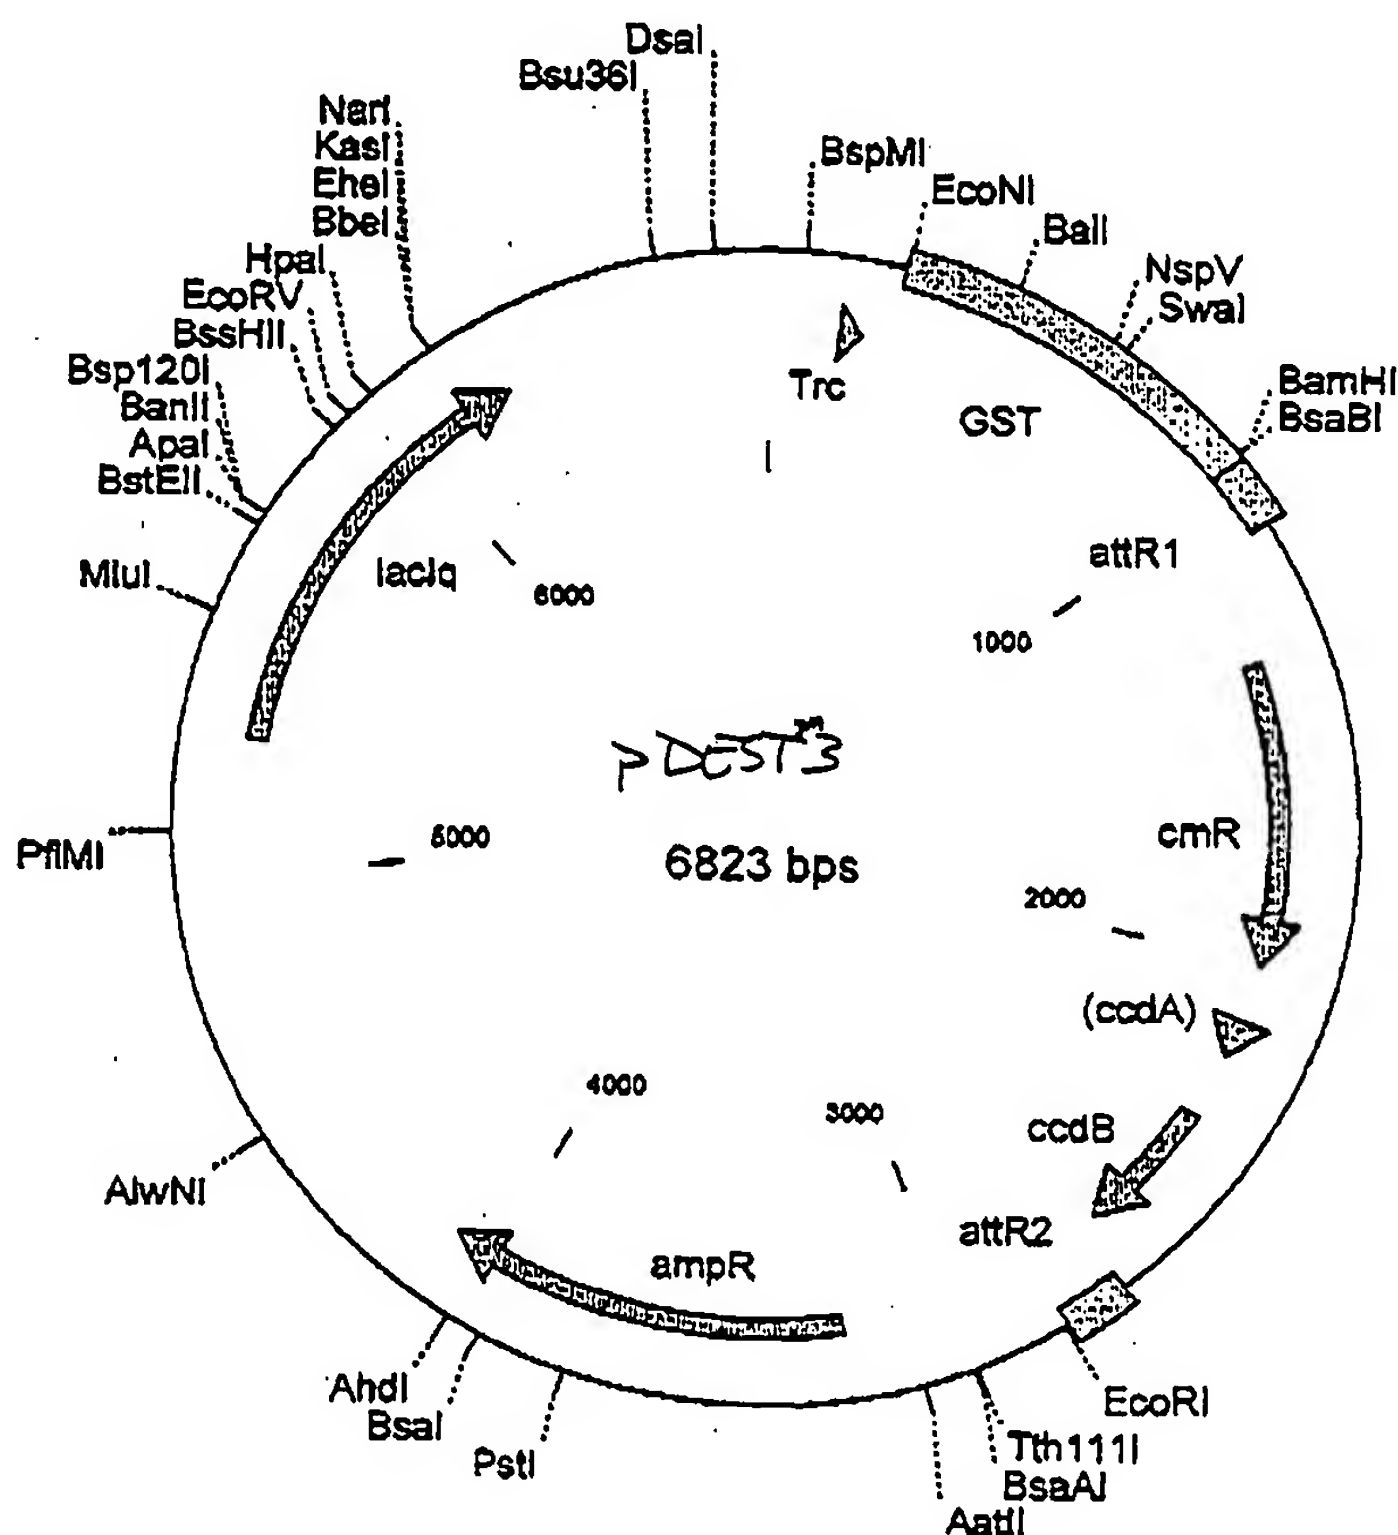 DsaI
Bsu36I
NarI
KasI
EheI
BbeI
HpaI
EcoRV
BssHII
Bsp120I
BanII
ApaI
BstEII
MluI
PflMI
AlwNI
AhdI
BsaI
PstI
BspMI
EcoNI
BalI
NspV
SwaI
BamHI
BsaBI
Trc
GST
attR1
lacIq
6000
1000
pDEST™3
6823 bps
5000
cmR
2000
(ccdA)
4000
3000
ccdB
attR2
ampR
EcoRI
Tth111I
BsaAI
AatII